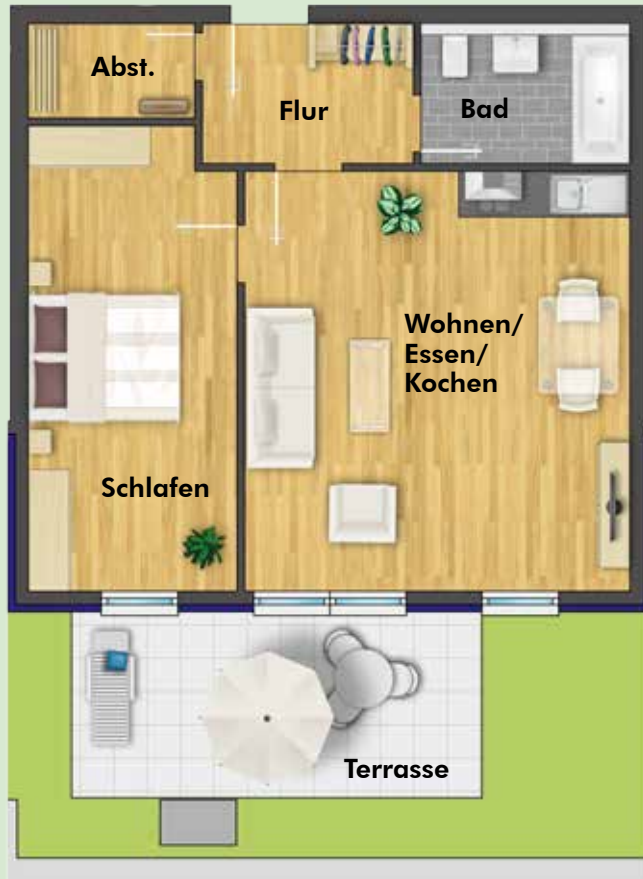 Abst.
Flur
Bad
Wohnen/
Essen/
Kochen
Schlafen
Terrasse